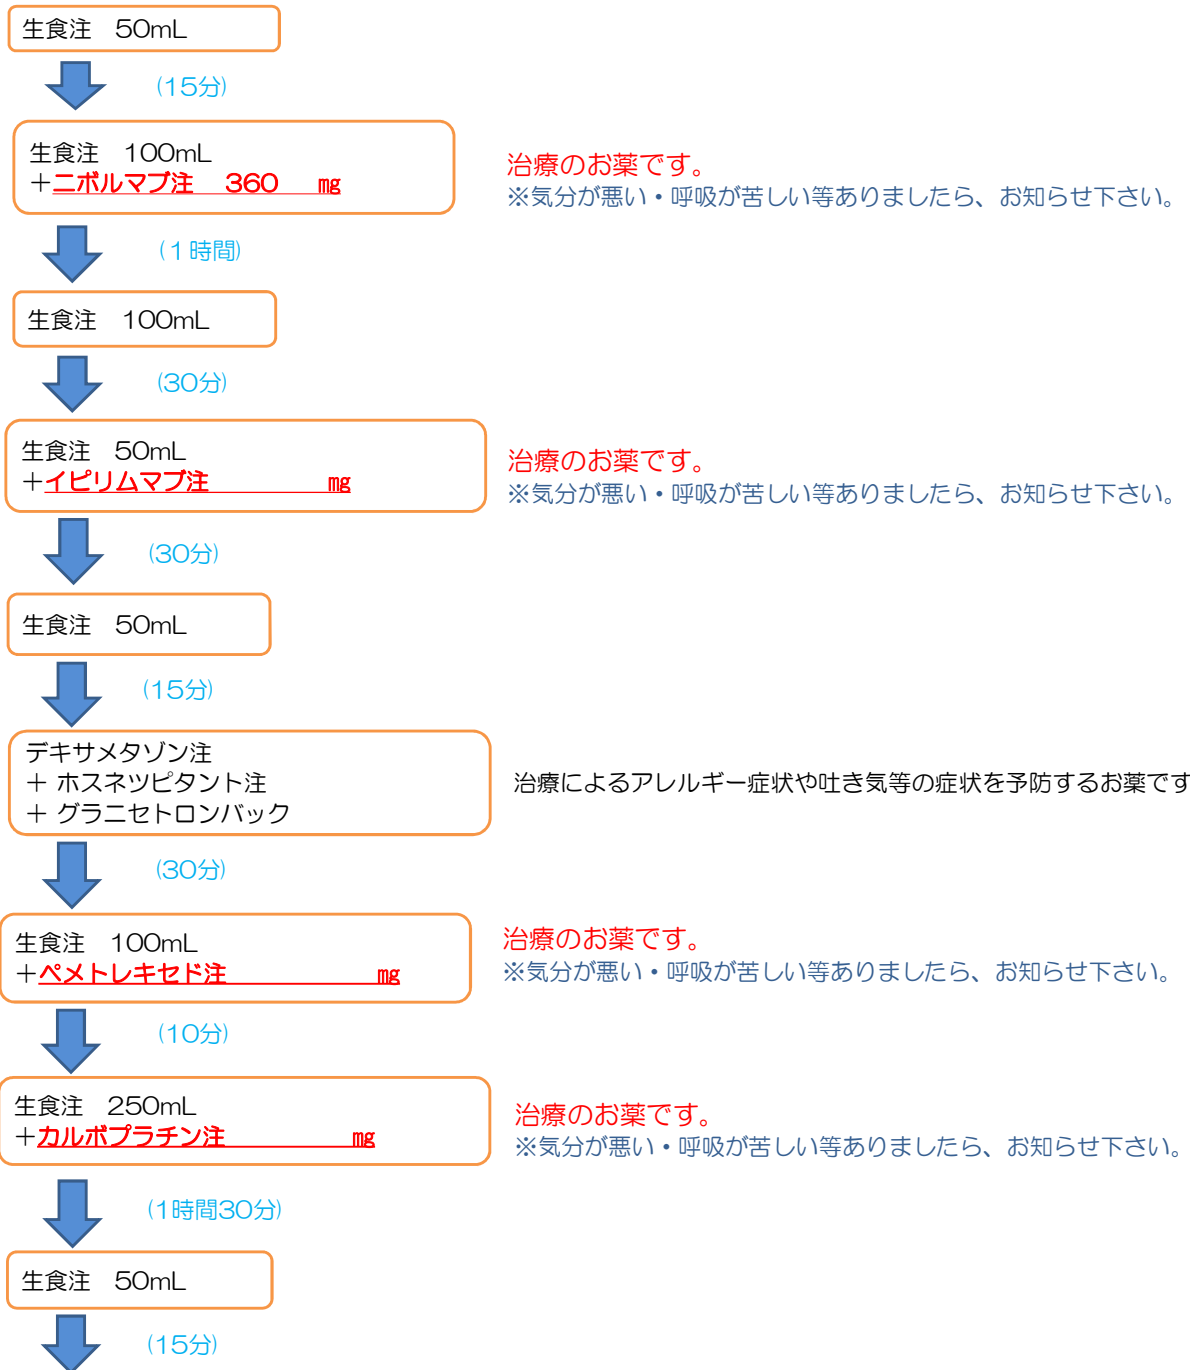 生食注　50mL
(15分)
生食注　100mL
＋ニボルマブ注　360　mg
治療のお薬です。
※気分が悪い・呼吸が苦しい等ありましたら、お知らせ下さい。
(１時間)
生食注　100mL
(30分)
生食注　50mL
＋イピリムマブ注　　　　　mg
治療のお薬です。
※気分が悪い・呼吸が苦しい等ありましたら、お知らせ下さい。
(30分)
生食注　50mL
(15分)
デキサメタゾン注
＋ ホスネツピタント注
＋ グラニセトロンバック
治療によるアレルギー症状や吐き気等の症状を予防するお薬です
(30分)
生食注　100mL
＋ペメトレキセド注　　　　　　mg
治療のお薬です。
※気分が悪い・呼吸が苦しい等ありましたら、お知らせ下さい。
(10分)
生食注　250mL
＋カルボプラチン注　　　　　mg
治療のお薬です。
※気分が悪い・呼吸が苦しい等ありましたら、お知らせ下さい。
(1時間30分)
生食注　50mL
(15分)